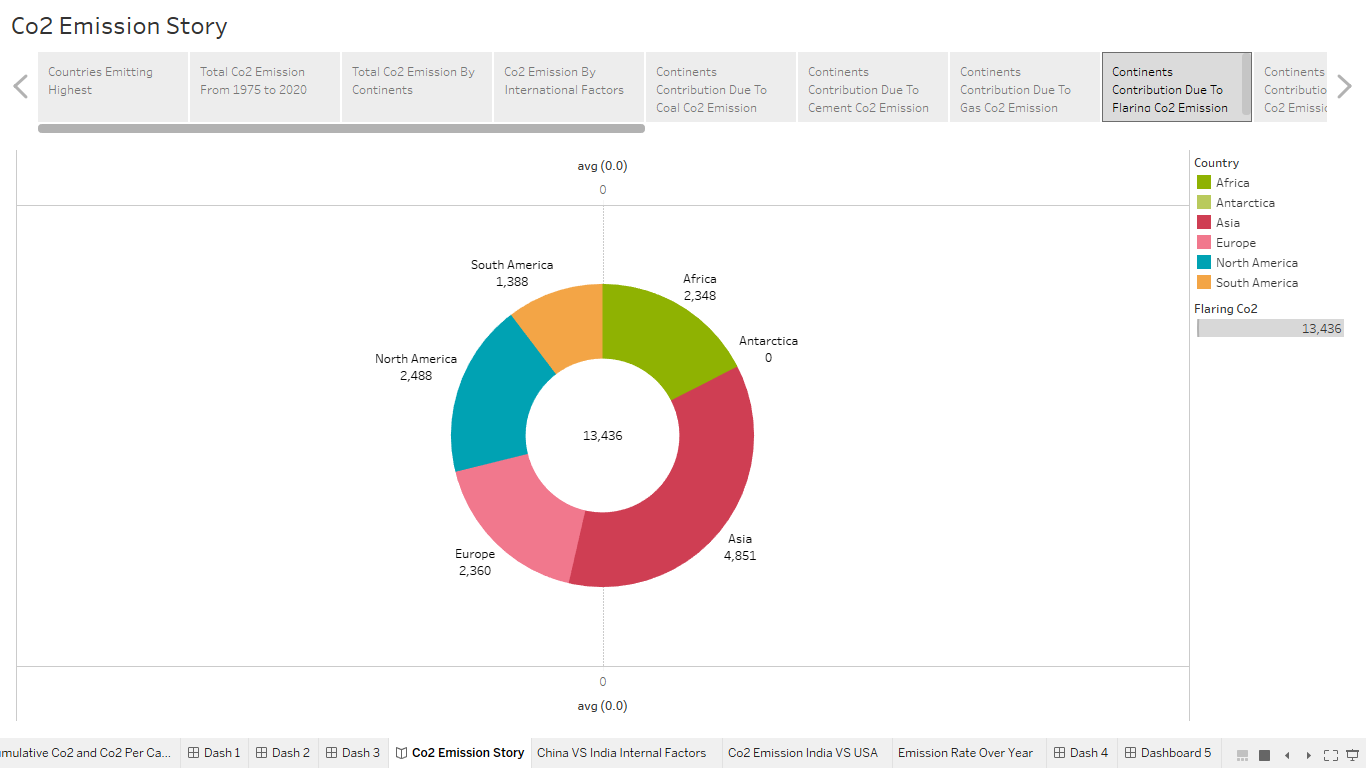 Co2 Emission Story
Countries Emitting
Highest
Total Co2 Emission
From 1975 to 2020
Total Co2 Emission By
Continents
Co2 Emission By
International Factors
Continents
Contribution Due To
Coal Co2 Emission
Continents
Contribution Due To
Cement Co2 Emission
Continents
Contribution Due To
Gas Co2 Emission
Continents
Contribution Due To
Flaring Co2 Emission
Continents
Contributio
Co2 Emissi
avg (0.0)
0
South America
1,388
Africa
2,348
Antarctica
0
North America
2,488
13,436
Asia
4,851
Europe
2,360
0
avg (0.0)
Country
Africa
Antarctica
Asia
Europe
North America
South America
Flaring Co2
13,436
umulative Co2 and Co2 Per Ca...
Dash 1
Dash 2
Dash 3
Co2 Emission Story
China VS India Internal Factors
Co2 Emission India VS USA
Emission Rate Over Year
Dash 4
Dashboard 5